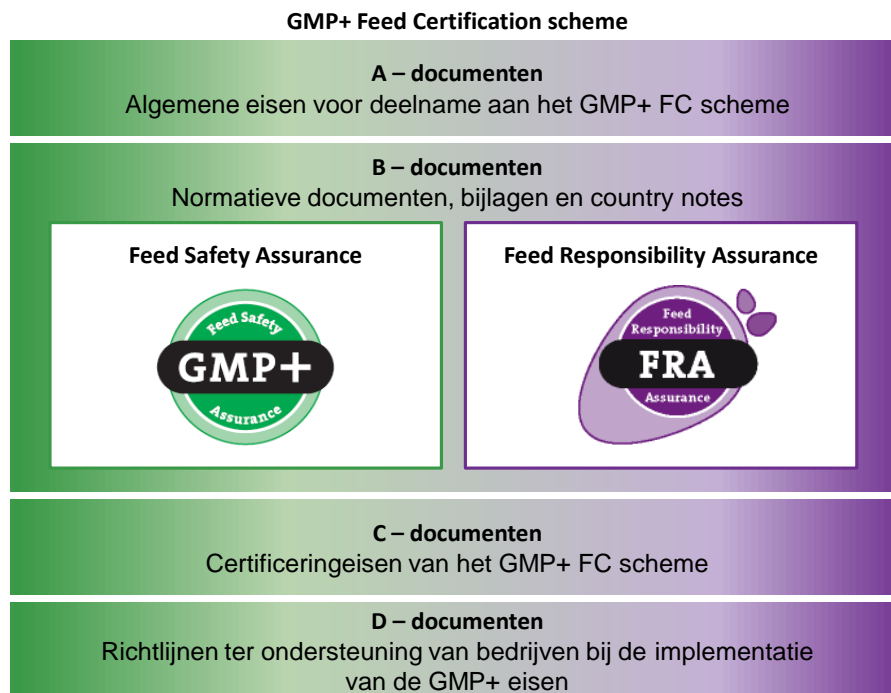 GMP+ Feed Certification scheme
A – documenten
Algemene eisen voor deelname aan het GMP+ FC scheme
B – documenten
Normatieve documenten, bijlagen en country notes
Feed Safety Assurance
Feed Safety
GMP+
Assurance
Feed Responsibility Assurance
Feed
Responsibility
FRA
Assurance
C – documenten
Certificeringeisen van het GMP+ FC scheme
D – documenten
Richtlijnen ter ondersteuning van bedrijven bij de implementatie
van de GMP+ eisen